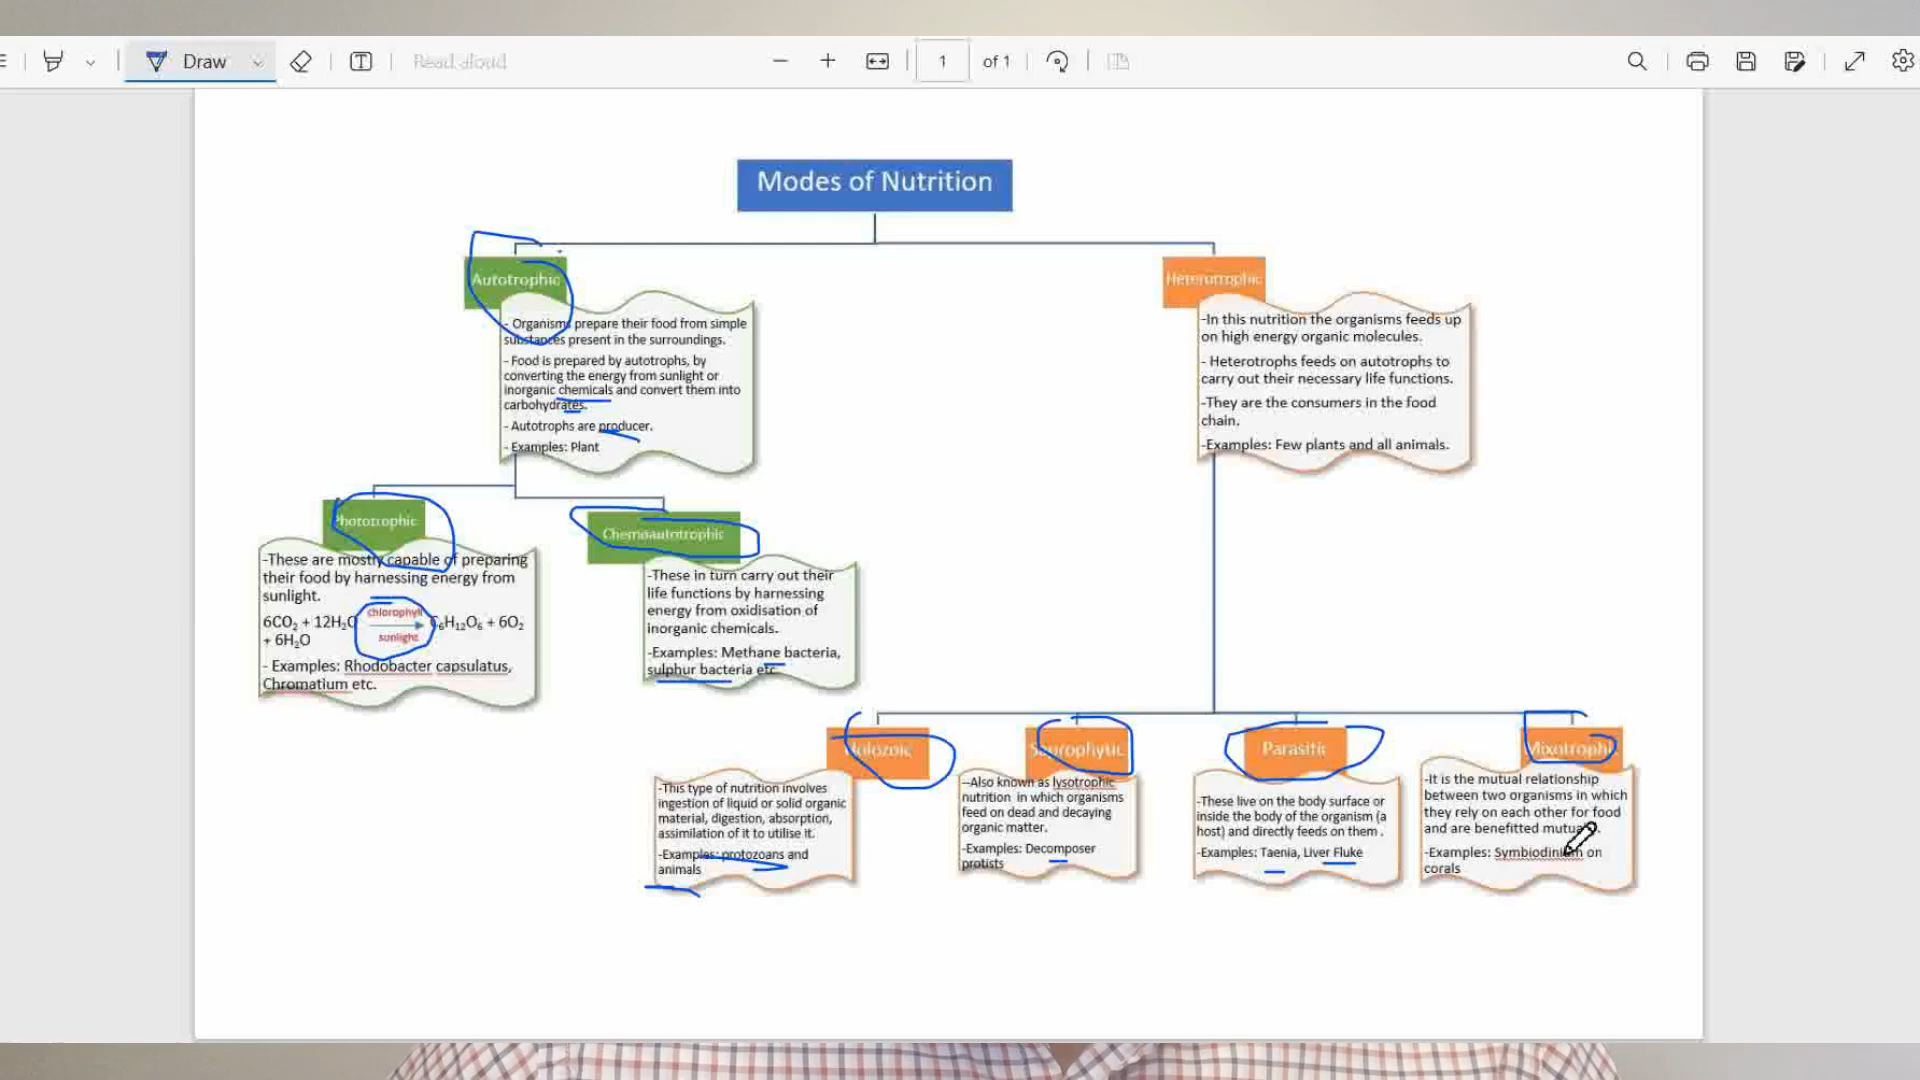 Draw
Read aloud
1
of 1
Modes of Nutrition
Autotrophic
- Organisms prepare their food from simple
substances present in the surroundings.
- Food is prepared by autotrophs, by
converting the energy from sunlight or
inorganic chemicals and convert them into
carbohydrates.
- Autotrophs are producer.
- Examples: Plant
Heterotrophic
-In this nutrition the organisms feeds up
on high energy organic molecules.
- Heterotrophs feeds on autotrophs to
carry out their necessary life functions.
-They are the consumers in the food
chain.
-Examples: Few plants and all animals.
Phototrophic
-These are mostly capable of preparing
their food by harnessing energy from
sunlight.
chlorophyll
6CO2 + 12H2O C6H12O6 + 6O2
sunlight
+ 6H2O
- Examples: Rhodobacter capsulatus,
Chromatium etc.
Chemoautotrophic
-These in turn carry out their
life functions by harnessing
energy from oxidisation of
inorganic chemicals.
-Examples: Methane bacteria,
sulphur bacteria etc.
Holozoic
-This type of nutrition involves
ingestion of liquid or solid organic
material, digestion, absorption,
assimilation of it to utilise it.
-Examples: protozoans and
animals
Saprophytic
--Also known as lysotrophic
nutrition in which organisms
feed on dead and decaying
organic matter.
-Examples: Decomposer
protists
Parasitic
-These live on the body surface or
inside the body of the organism (a
host) and directly feeds on them .
-Examples: Taenia, Liver Fluke
Mixotrophic
-It is the mutual relationship
between two organisms in which
they rely on each other for food
and are benefitted mutually.
-Examples: Symbiodinium on
corals